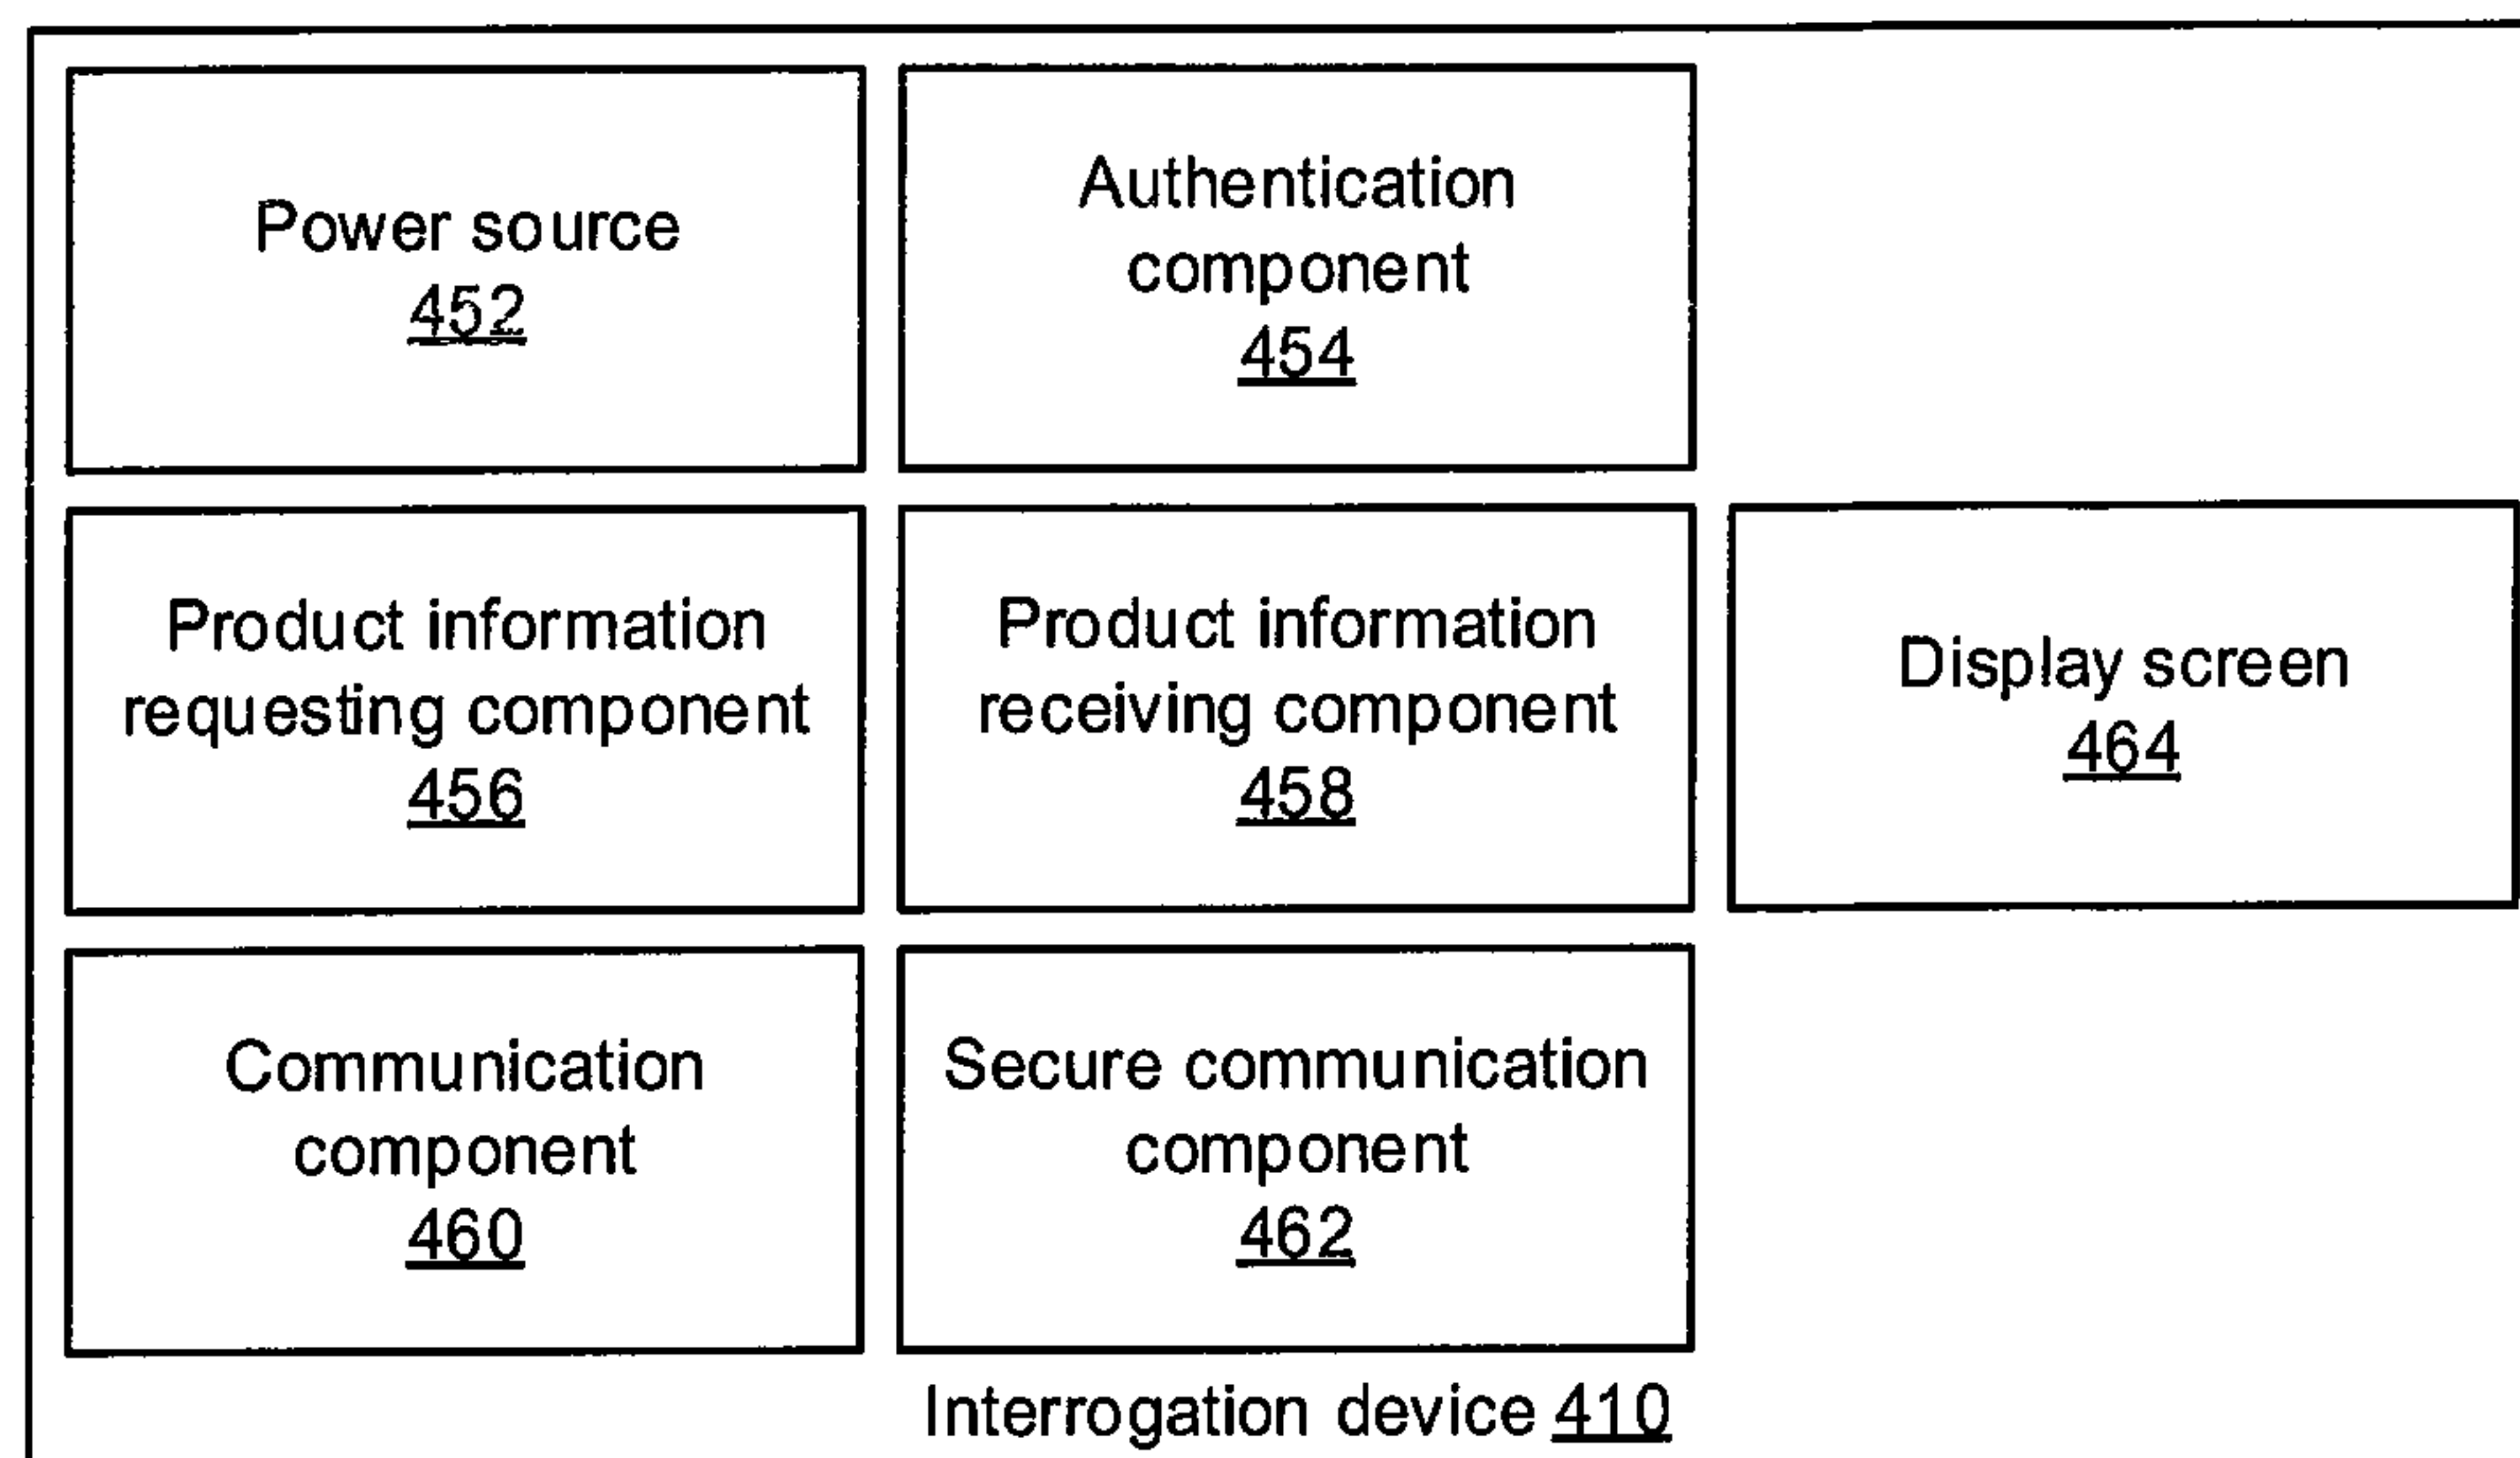 Power source
452
Authentication
component
454
Product information
requesting component
456
Product information
receiving component
458
Display screen
464
Communication
component
460
Secure communication
component
462
Interrogation device 410